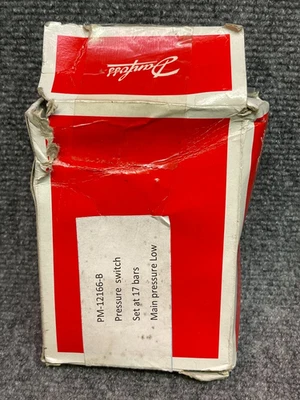 Danfoss
PM-12166-B
Pressure switch
Set at 17 bars
Main pressure Low